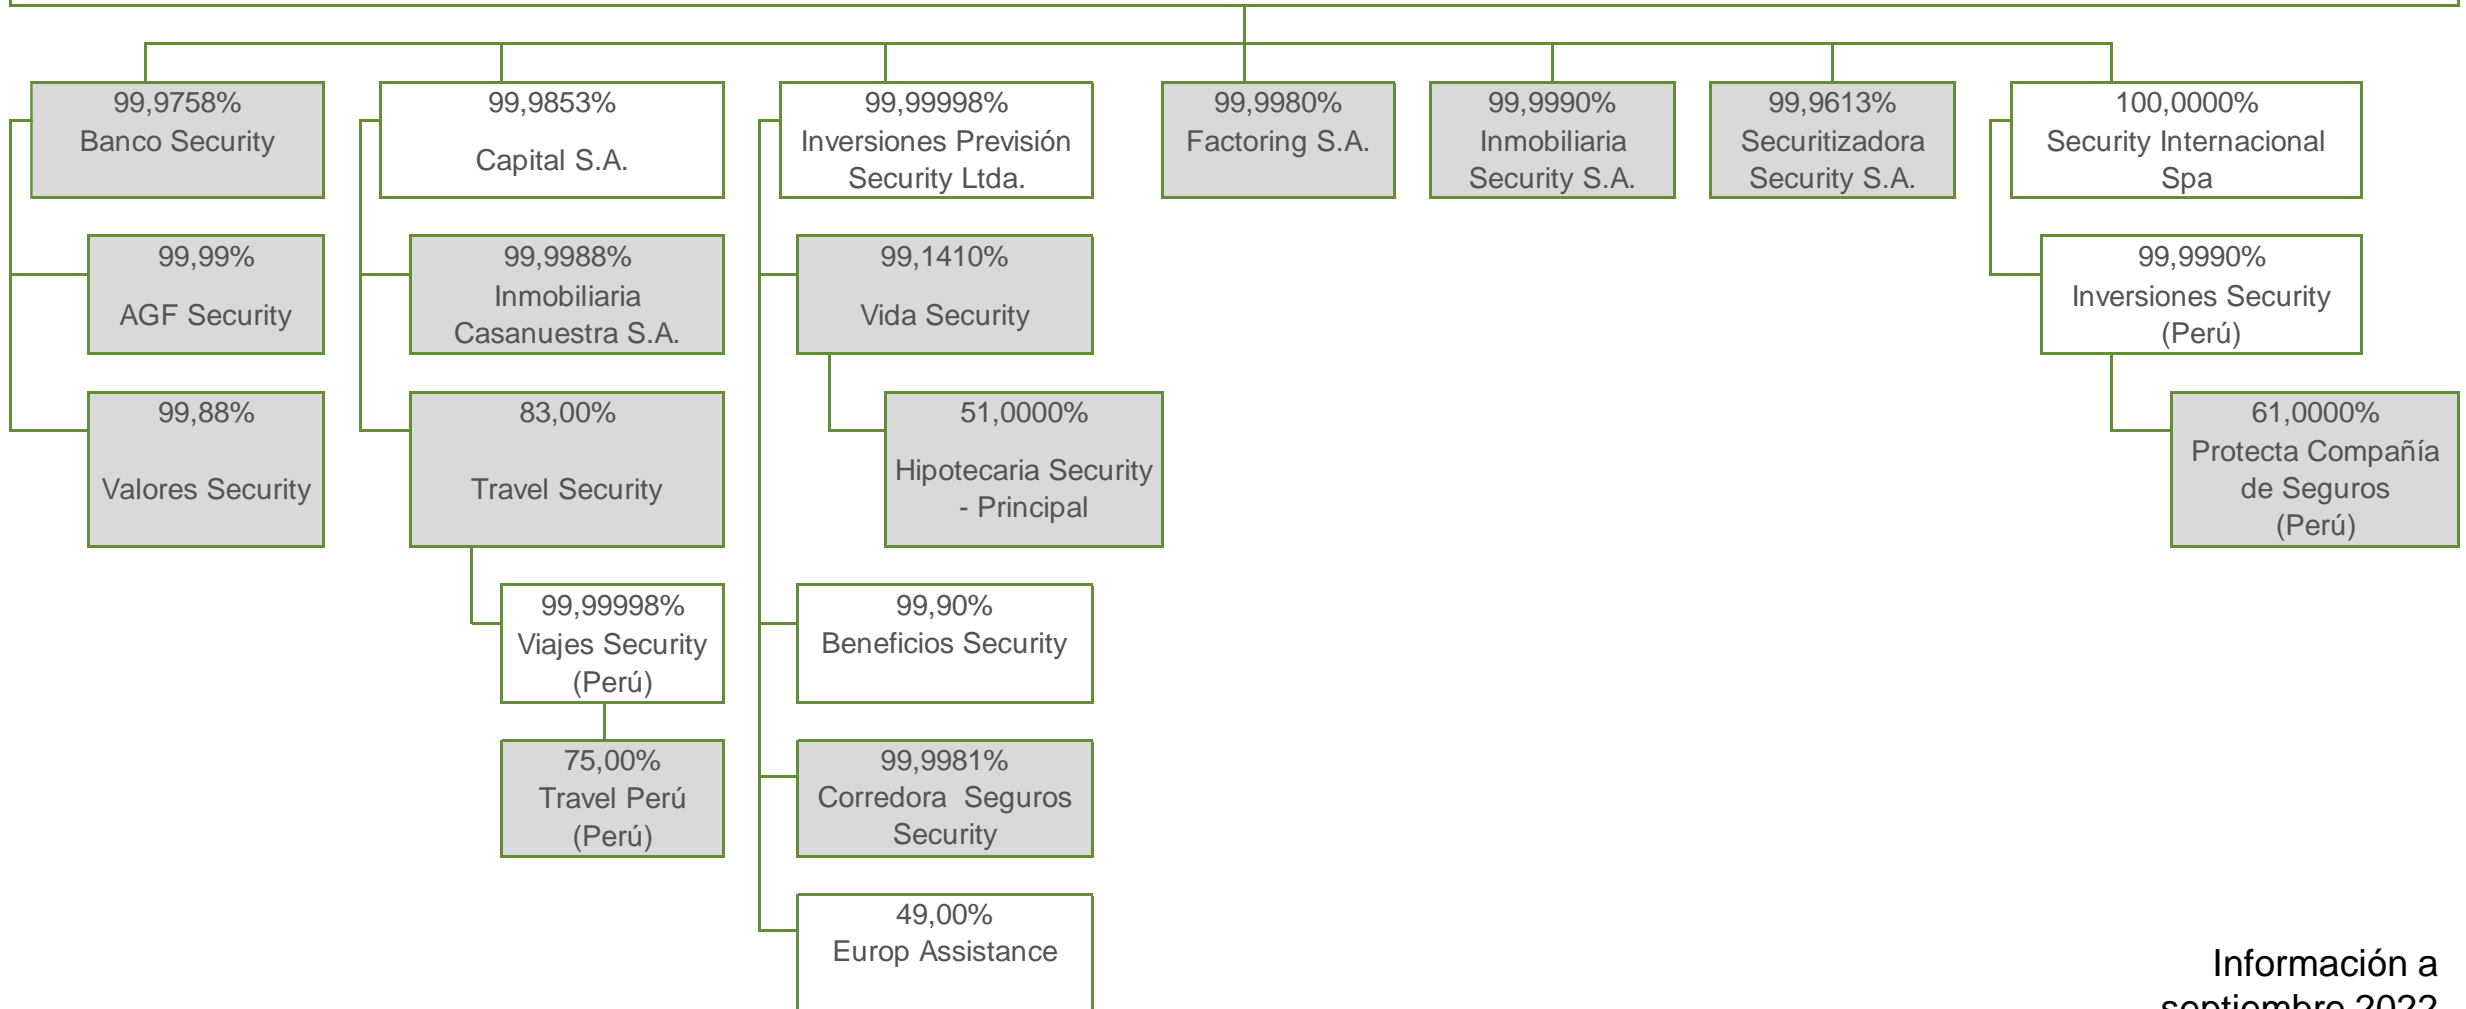 99,9758%
Banco Security
99,9853%
Capital S.A.
99,99998%
Inversiones Previsión
Security Ltda.
99,9980%
Factoring S.A.
99,9990%
Inmobiliaria
Security S.A.
99,9613%
Securitizadora
Security S.A.
100,0000%
Security Internacional
Spa
99,99%
AGF Security
99,9988%
Inmobiliaria
Casanuestra S.A.
99,1410%
Vida Security
99,9990%
Inversiones Security
(Perú)
99,88%
Valores Security
83,00%
Travel Security
51,0000%
Hipotecaria Security
- Principal
61,0000%
Protecta Compañía
de Seguros
(Perú)
99,99998%
Viajes Security
(Perú)
99,90%
Beneficios Security
75,00%
Travel Perú
(Perú)
99,9981%
Corredora  Seguros
Security
49,00%
Europ Assistance
Información a
septiembre 2022